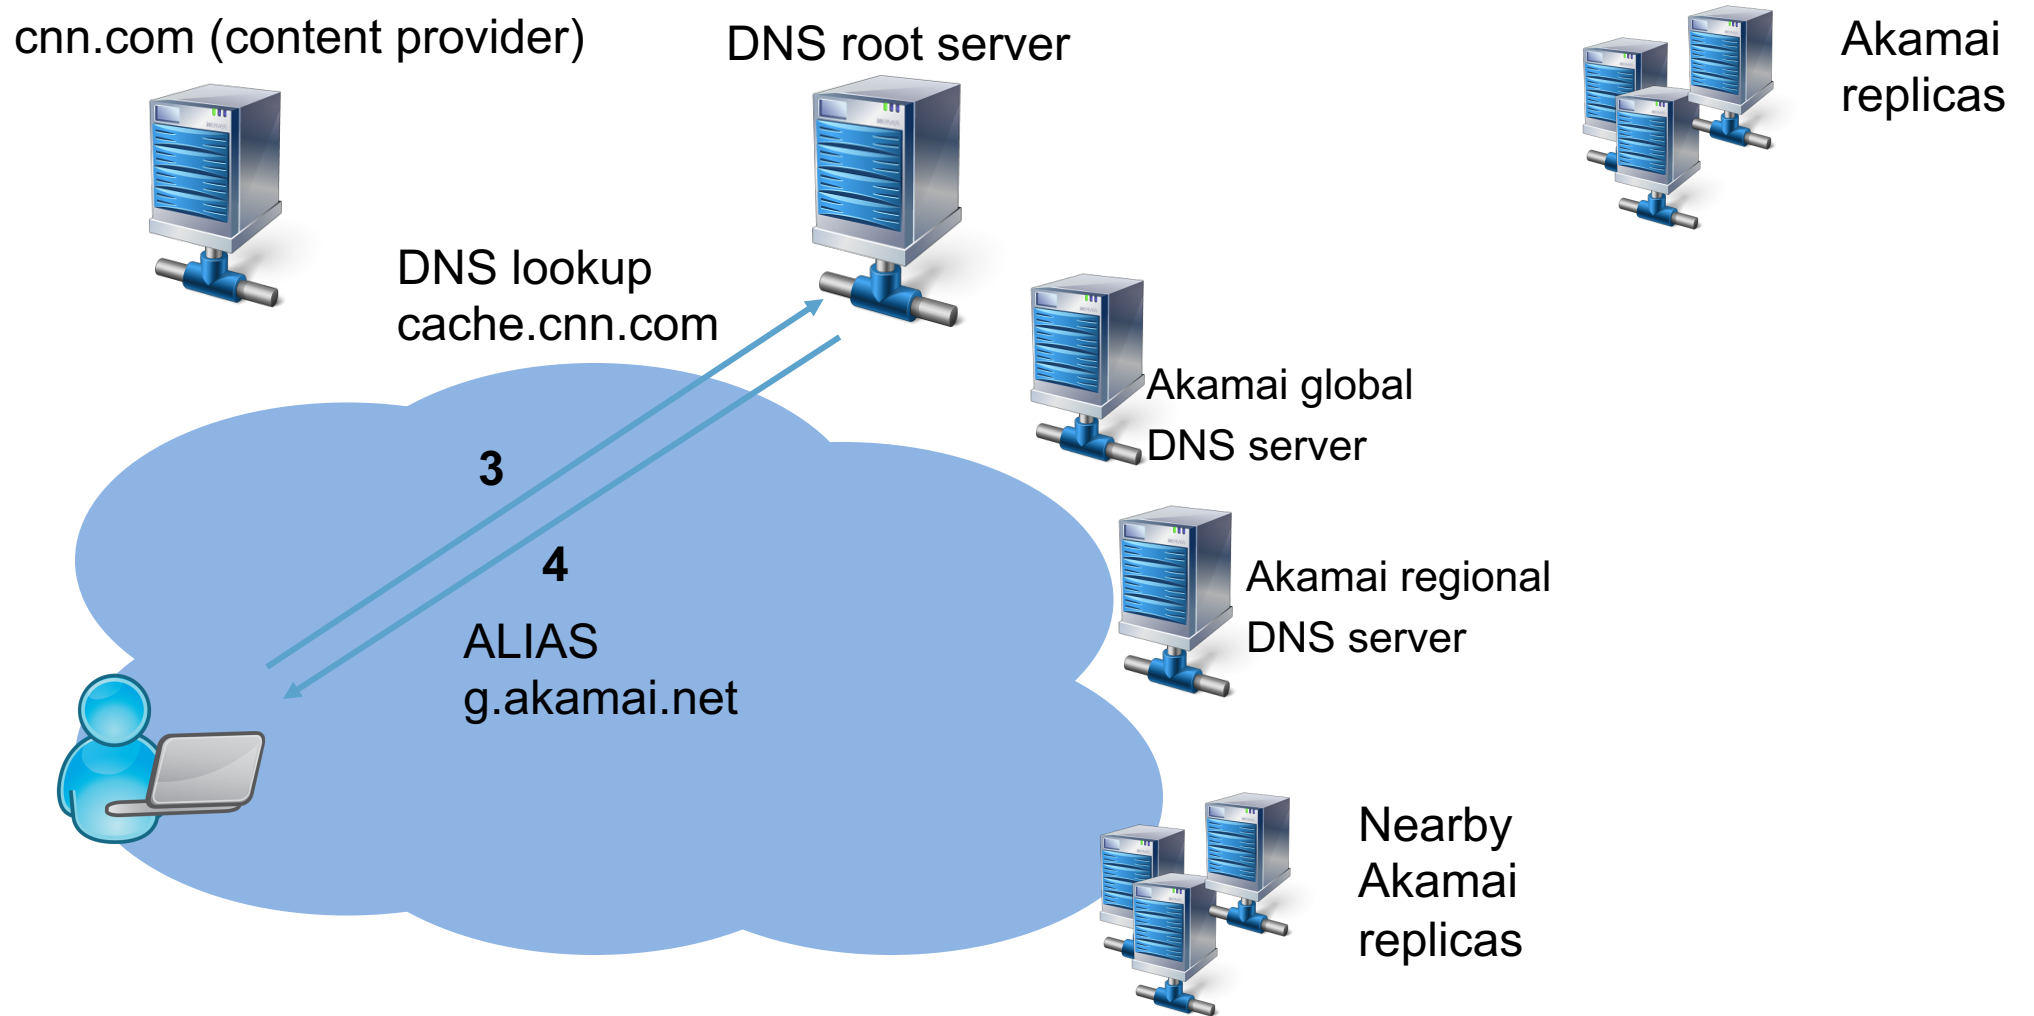 cnn.com (content provider)
DNS root server
Akamai
replicas
DNS lookup
cache.cnn.com
Akamai global
DNS server
3
4
Akamai regional
DNS server
ALIAS
g.akamai.net
Nearby
Akamai
replicas